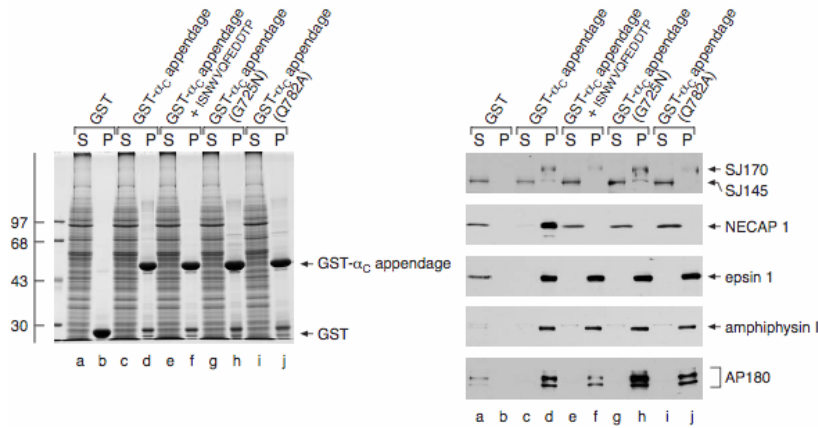 GST
GST-αC appendage
GST-αC appendage
+ ISNWVQFEDDTP
GST-αC appendage
(G725N)
GST-αC appendage
(Q782A)
S P S P S P S P S P
97
68
43
30
GST-αC appendage
GST
a b c d e f g h i j
GST
GST-αC appendage
GST-αC appendage
+ ISNWVQFEDDTP
GST-αC appendage
(G725N)
GST-αC appendage
(Q782A)
S P S P S P S P S P
SJ170
SJ145
NECAP 1
epsin 1
amphiphysin I
AP180
a b c d e f g h i j